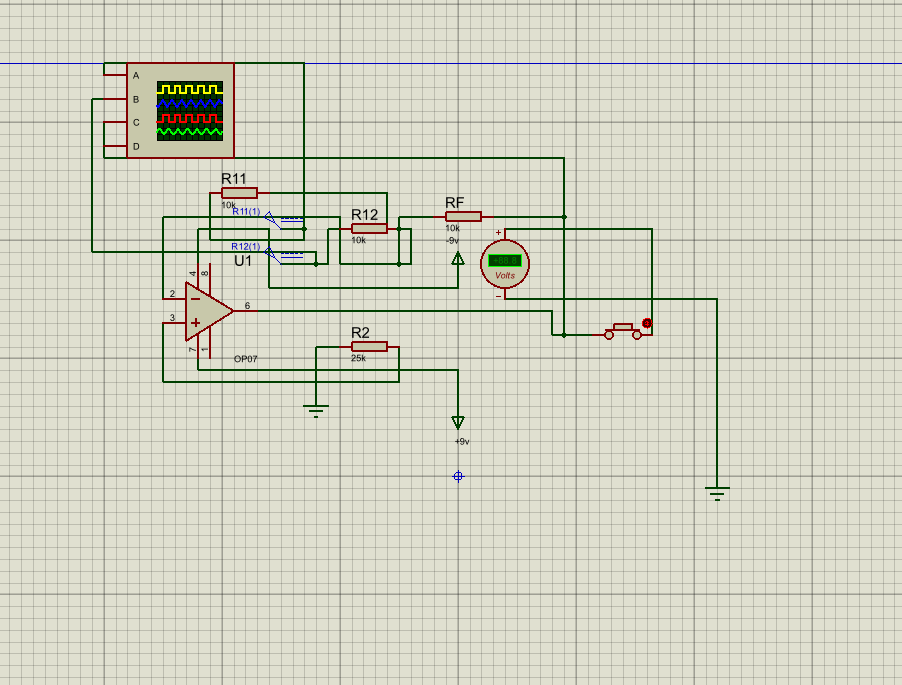 A
B
C
D
R11
10k
R11(1)
R12
10k
RF
10k
-9v
R12(1)
U1
+
Volts
−
4
8
2
6
3
7
1
OP07
R2
25k
+9v